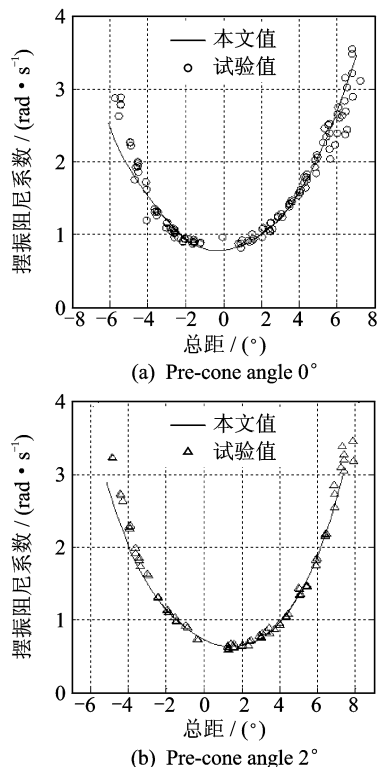 4
3
2
1
0
摆振阻尼系数 / (rad·s⁻¹)
本文值
试验值
−8 −6 −4 −2 0 2 4 6 8
总距 / (°)
(a) Pre-cone angle 0°
4
3
2
1
0
摆振阻尼系数 / (rad·s⁻¹)
本文值
试验值
−6 −4 −2 0 2 4 6 8
总距 / (°)
(b) Pre-cone angle 2°